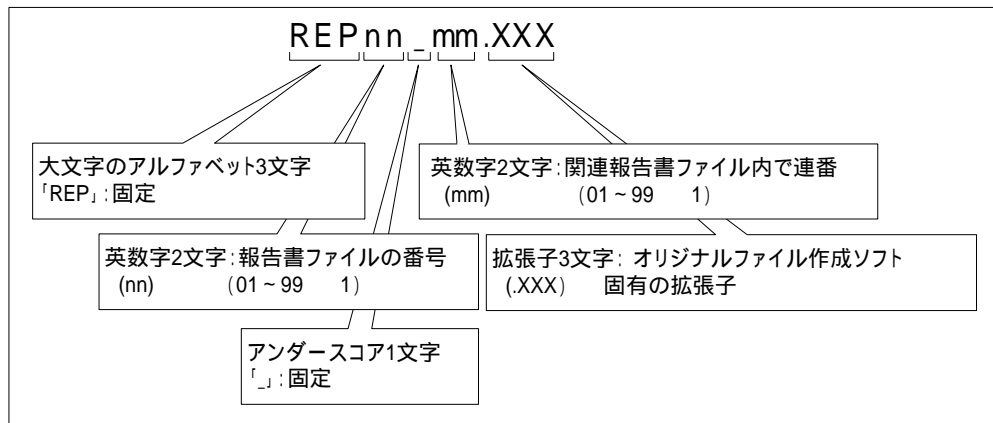 REPnn_mm.XXX
大文字のアルファベット3文字
「REP」:固定
英数字2文字:関連報告書ファイル内で連番
(mm) (01~99 1)
英数字2文字:報告書ファイルの番号
(nn) (01~99 1)
拡張子3文字: オリジナルファイル作成ソフト
(.XXX) 固有の拡張子
アンダースコア1文字
「_」:固定